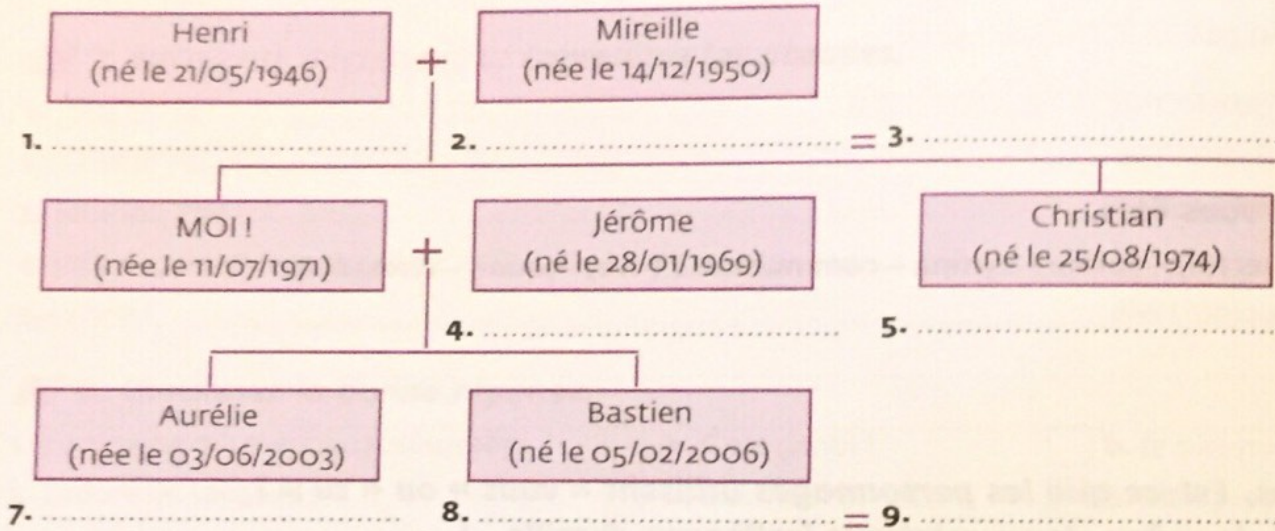 Henri
(né le 21/05/1946)
+
Mireille
(née le 14/12/1950)
1. ........................................ 2. ........................................ = 3. ........................................
MOI !
(née le 11/07/1971)
+
Jérôme
(né le 28/01/1969)
Christian
(né le 25/08/1974)
4. ........................................ 5. ........................................
Aurélie
(née le 03/06/2003)
Bastien
(né le 05/02/2006)
7. ........................................ 8. ........................................ = 9. ........................................